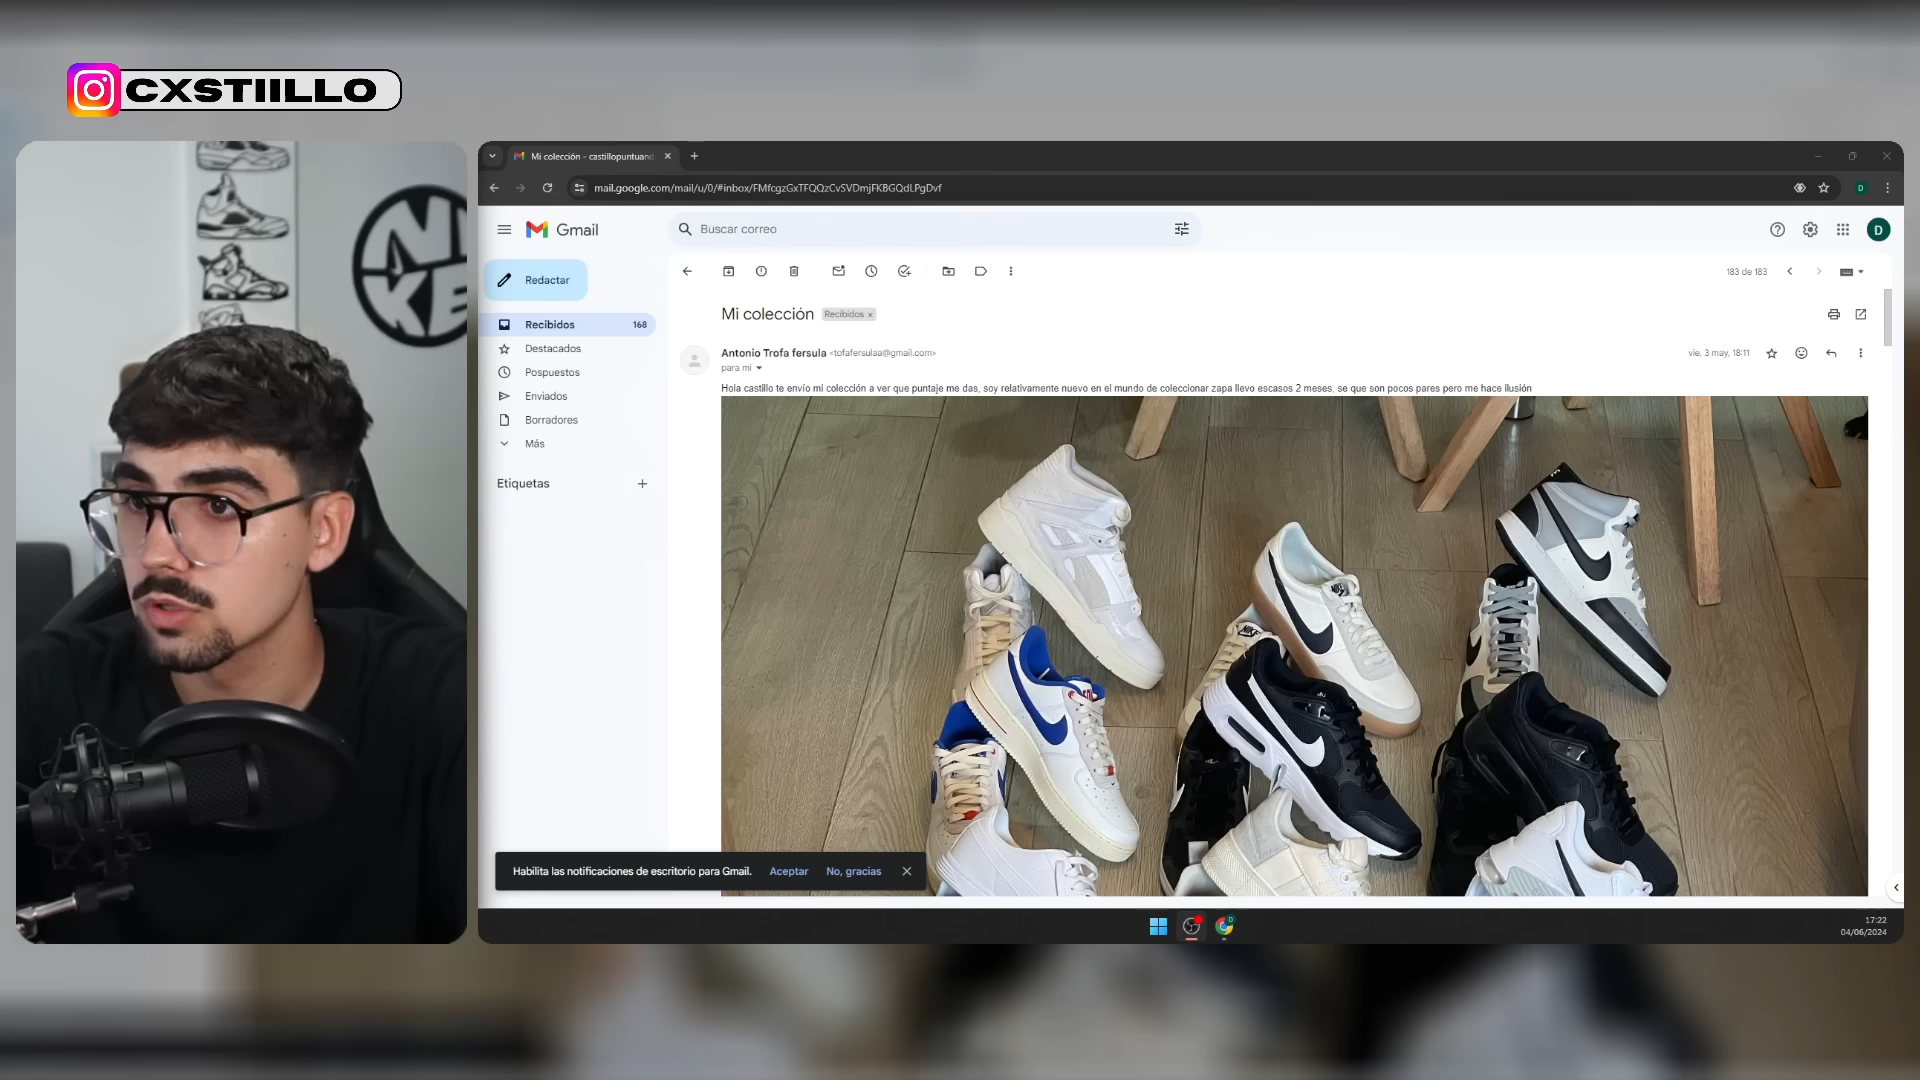 CXSTIILLO
Mi colección - castillopuntuand
mail.google.com/mail/u/0/#inbox/FMfcgzGxTFQQzCvSVDmjFKBGQdLPgDvf
D
Gmail
Buscar correo
D
Redactar
183 de 183
Mi colección
Recibidos x
Recibidos 168
Destacados
Pospuestos
Enviados
Borradores
Más
Etiquetas
Antonio Trofa fersula <tofafersulaa@gmail.com>
vie, 3 may, 18:11
para mí
Hola castillo te envío mi colección a ver que puntaje me das, soy relativamente nuevo en el mundo de coleccionar zapa llevo escasos 2 meses, se que son pocos pares pero me hace ilusión
NIKE
Habilita las notificaciones de escritorio para Gmail.
Aceptar
No, gracias
17:22
04/06/2024